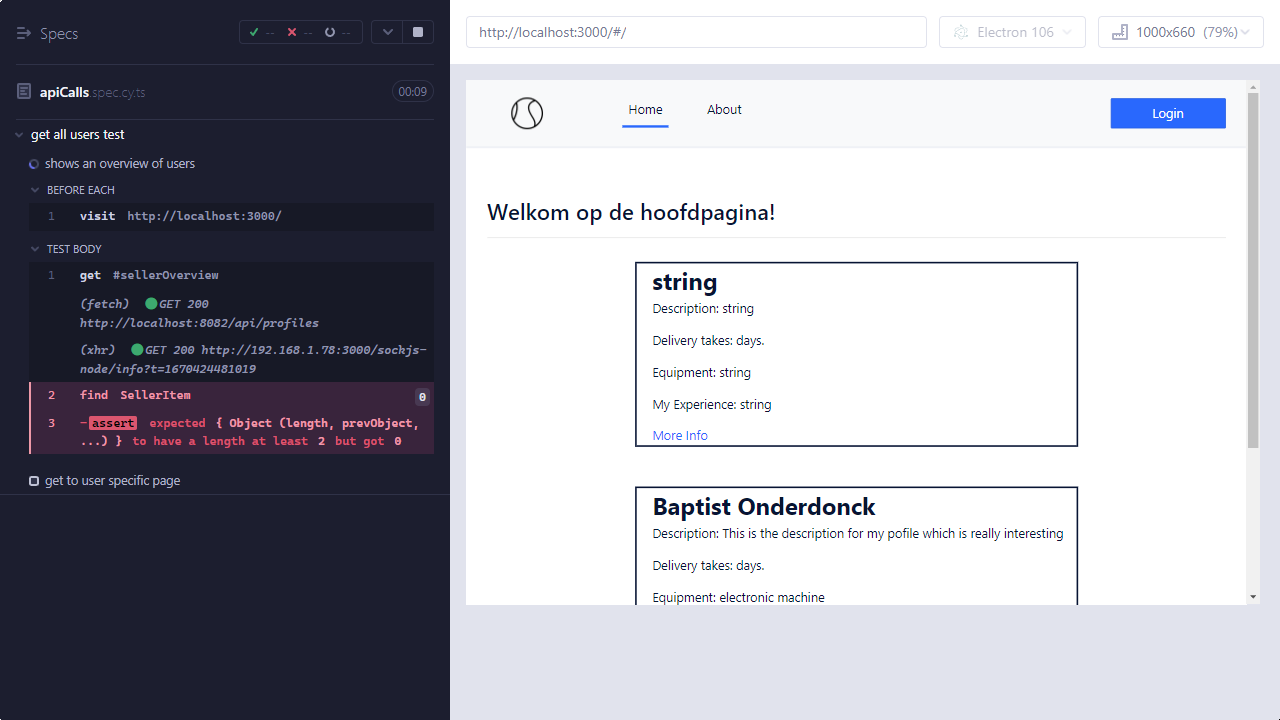 Specs
-- -- --
apiCalls.spec.cy.ts
00:09
get all users test
shows an overview of users
BEFORE EACH
1 visit http://localhost:3000/
TEST BODY
1 get #sellerOverview
(fetch) GET 200
http://localhost:8082/api/profiles
(xhr) GET 200 http://192.168.1.78:3000/sockjs-
node/info?t=1670424481019
2 find SellerItem 0
3 -assert expected { Object (length, prevObject,
...) } to have a length at least 2 but got 0
get to user specific page
http://localhost:3000/#/
Electron 106
1000x660 (79%)
Home
About
Login
Welkom op de hoofdpagina!
string
Description: string
Delivery takes: days.
Equipment: string
My Experience: string
More Info
Baptist Onderdonck
Description: This is the description for my pofile which is really interesting
Delivery takes: days.
Equipment: electronic machine